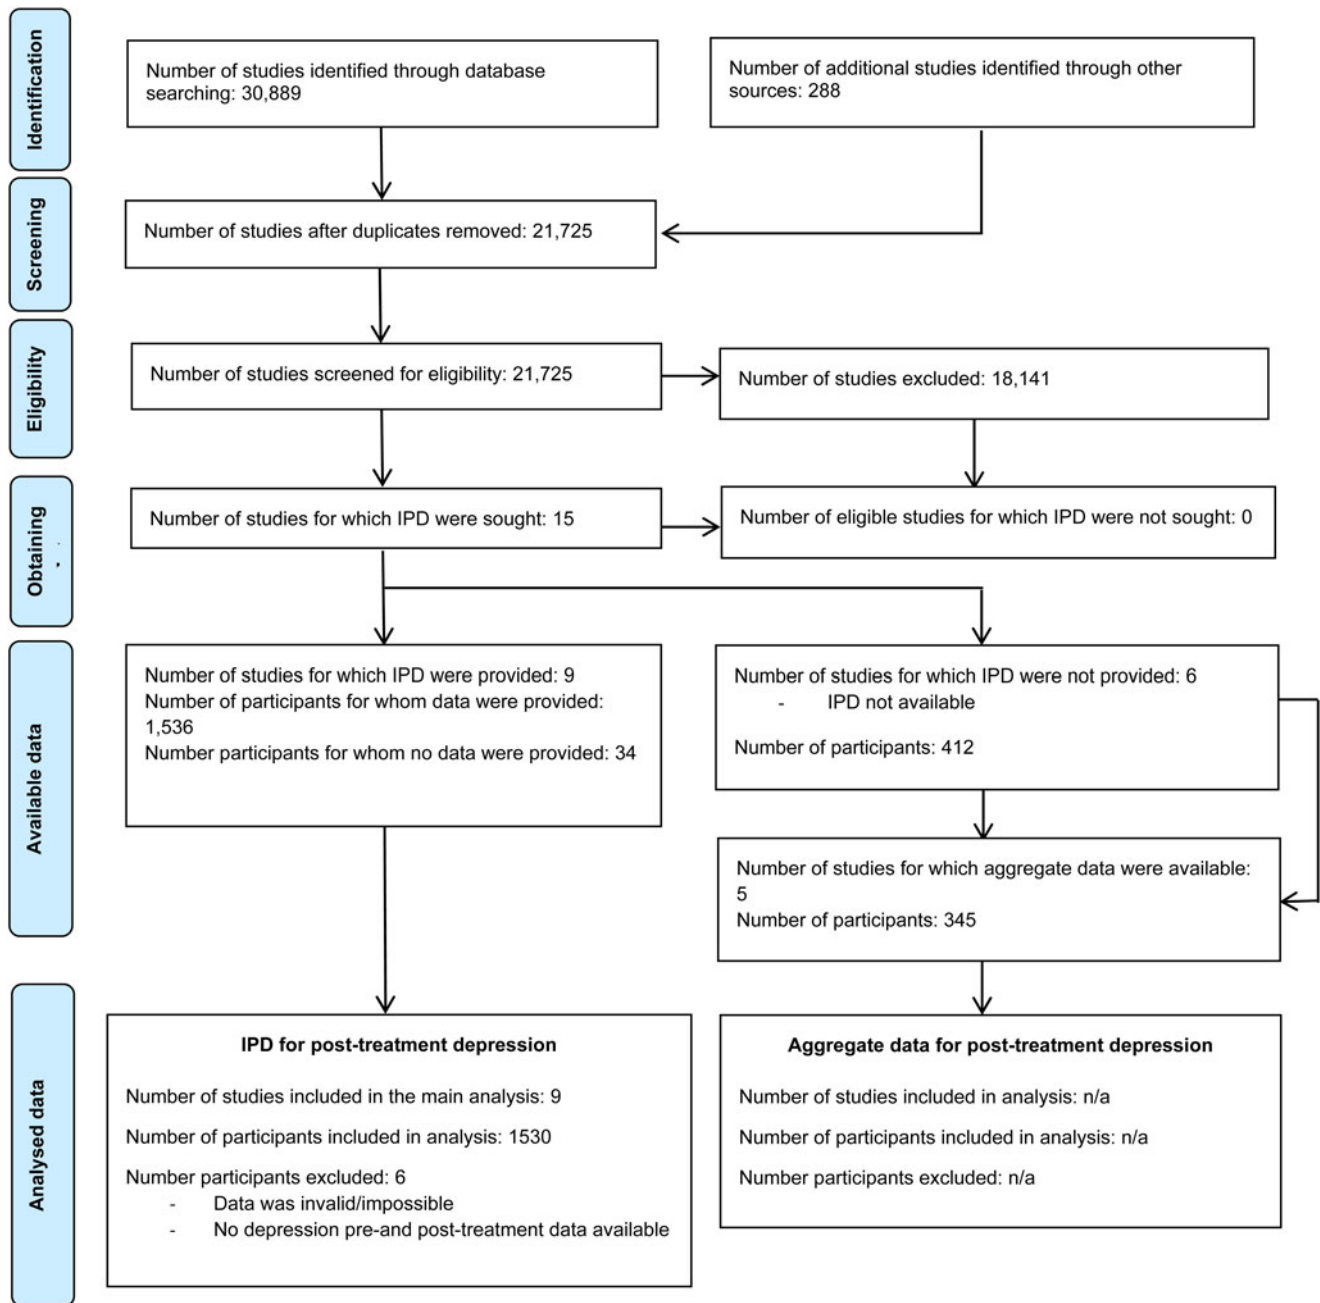 Identification
Number of studies identified through database
searching: 30,889
Number of additional studies identified through other
sources: 288
Screening
Number of studies after duplicates removed: 21,725
Eligibility
Number of studies screened for eligibility: 21,725
Number of studies excluded: 18,141
Obtaining
Number of studies for which IPD were sought: 15
Number of eligible studies for which IPD were not sought: 0
Available data
Number of studies for which IPD were provided: 9
Number of participants for whom data were provided:
1,536
Number participants for whom no data were provided: 34
Number of studies for which IPD were not provided: 6
- IPD not available
Number of participants: 412
Number of studies for which aggregate data were available:
5
Number of participants: 345
Analysed data
IPD for post-treatment depression
Number of studies included in the main analysis: 9
Number of participants included in analysis: 1530
Number participants excluded: 6
- Data was invalid/impossible
- No depression pre-and post-treatment data available
Aggregate data for post-treatment depression
Number of studies included in analysis: n/a
Number of participants included in analysis: n/a
Number participants excluded: n/a